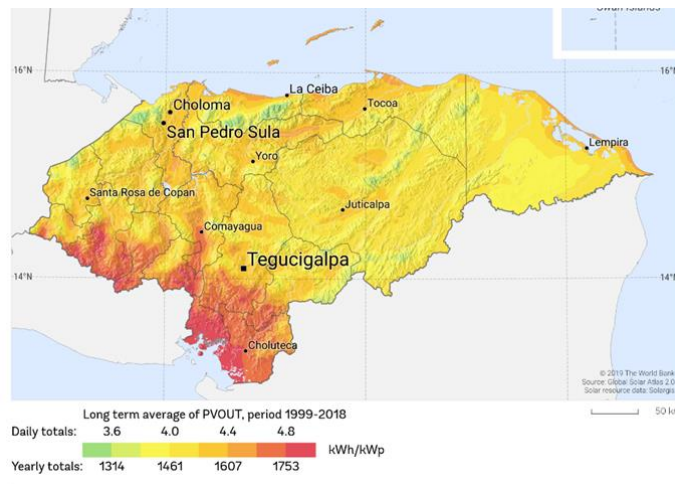 Swan Islands
16°N
16°N
La Ceiba
Choloma
Tocoa
San Pedro Sula
Lempira
Yoro
Santa Rosa de Copan
Juticalpa
Comayagua
Tegucigalpa
14°N
14°N
Choluteca
© 2019 The World Bank
Source: Global Solar Atlas 2.0
Solar resource data: Solargis
50 k
Long term average of PVOUT, period 1999-2018
Daily totals: 3.6 4.0 4.4 4.8
kWh/kWp
Yearly totals: 1314 1461 1607 1753